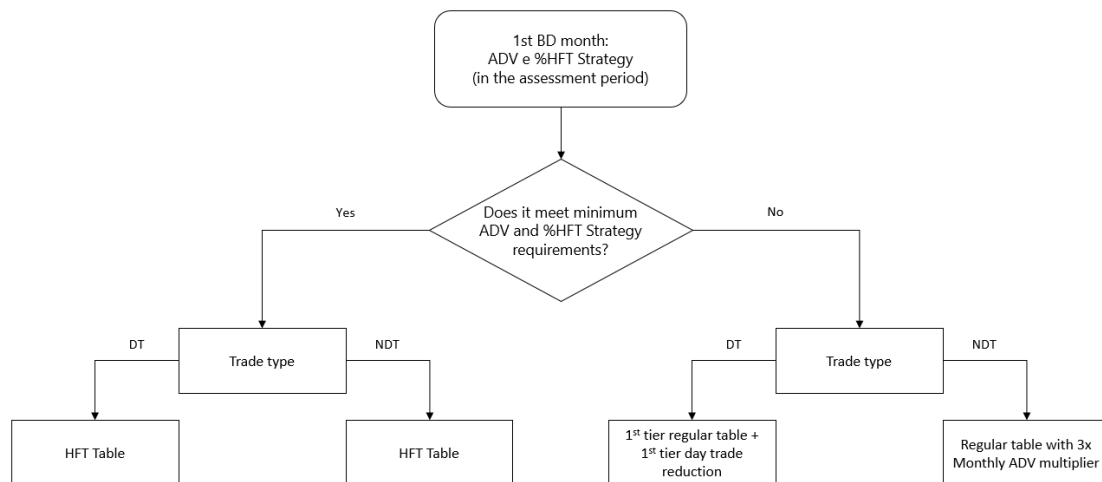 1st BD month:
ADV e %HFT Strategy
(in the assessment period)
Does it meet minimum
ADV and %HFT Strategy
requirements?
Yes
No
Trade type
DT
NDT
Trade type
DT
NDT
HFT Table
HFT Table
1st tier regular table +
1st tier day trade
reduction
Regular table with 3x
Monthly ADV multiplier